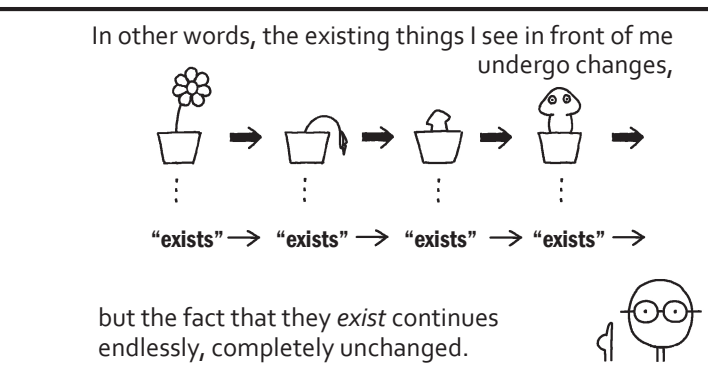 In other words, the existing things I see in front of me
undergo changes,
“exists” → “exists” → “exists” → “exists” →
but the fact that they exist continues
endlessly, completely unchanged.